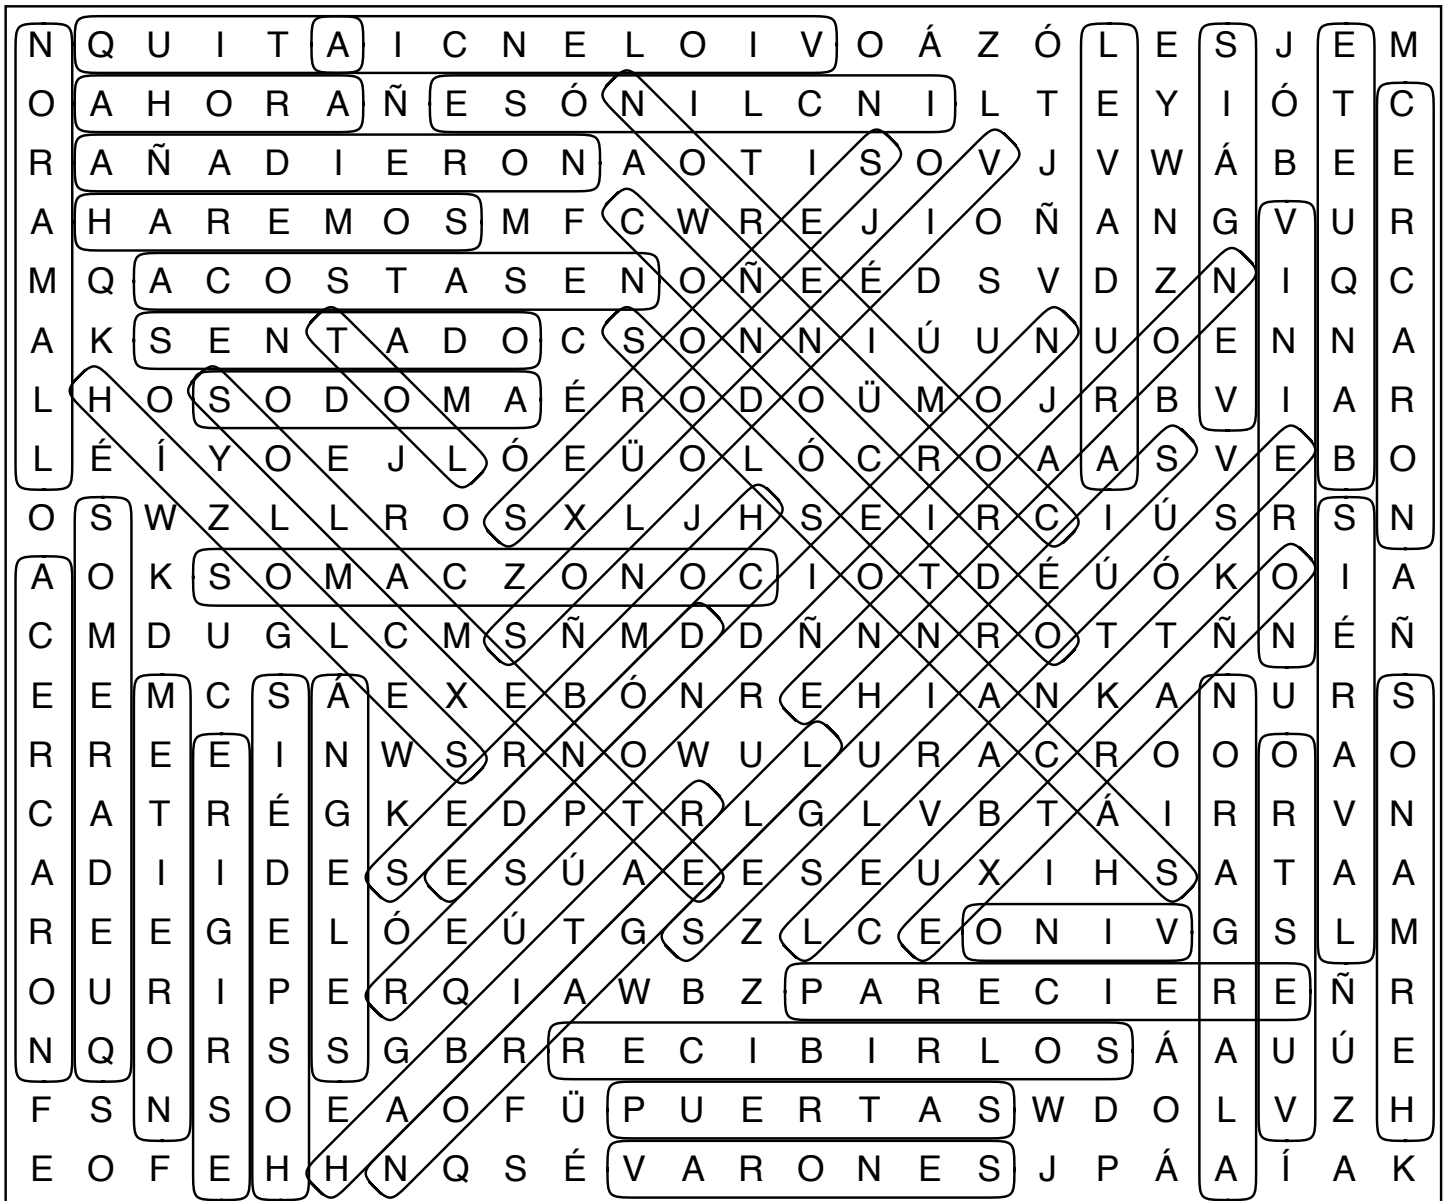 N Q U I T A I C N E L O I V O Á Z Ó L E S J E M
O A H O R A Ñ E S Ó N I L C N I L T E Y I Ó T C
R A Ñ A D I E R O N A O T I S O V J V W Á B E E
A H A R E M O S M F C W R E J I O Ñ A N G V U R
M Q A C O S T A S E N O Ñ E É D S V D Z N I Q C
A K S E N T A D O C S O N N I Ú U N U O E N N A
L H O S O D O M A É R O D O Ü M O J R B V I A R
L É Í Y O E J L Ó E Ü O L Ó C R O A A S V E B O
O S W Z L L R O S X L J H S E I R C I Ú S R S N
A O K S O M A C Z O N O C I O T D É Ú Ó K O I A
C M D U G L C M S Ñ M D D Ñ N N R O T T Ñ N É Ñ
E E M C S Á E X E B Ó N R E H I A N K A N U R S
R R E E I N W S R N O W U L U R A C R O O O A O
C A T R É G K E D P T R L G L V B T Á I R R V N
A D I I D E S E S Ú A E E S E U X I H S A T A A
R E E G E L Ó E Ú T G S Z L C E O N I V G S L M
O U R I P E R Q I A W B Z P A R E C I E R E Ñ R
N Q O R S S G B R R E C I B I R L O S Á A U Ú E
F S N S O E A O F Ü P U E R T A S W D O L V Z H
E O F E H H N Q S É V A R O N E S J P Á A Í A K